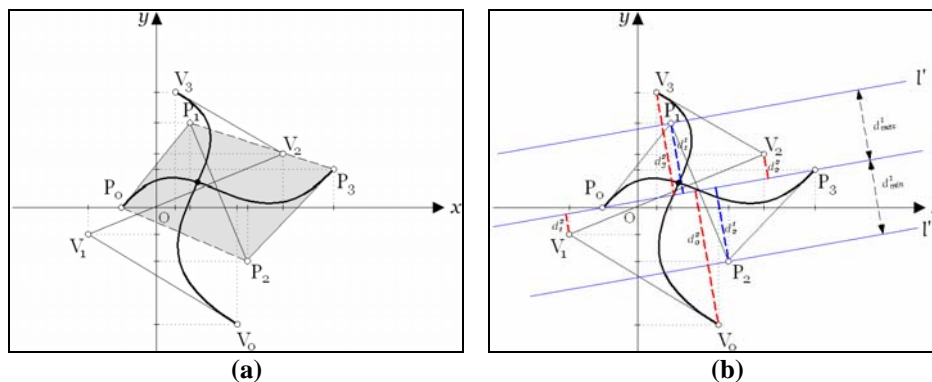 y
V3
P1
V2
P0
P3
O
x
V1
P2
V0
(a)
y
V3
l'
P1
d¹max
V2
P0
P3
d¹min
O
l'
V1
P2
V0
(b)